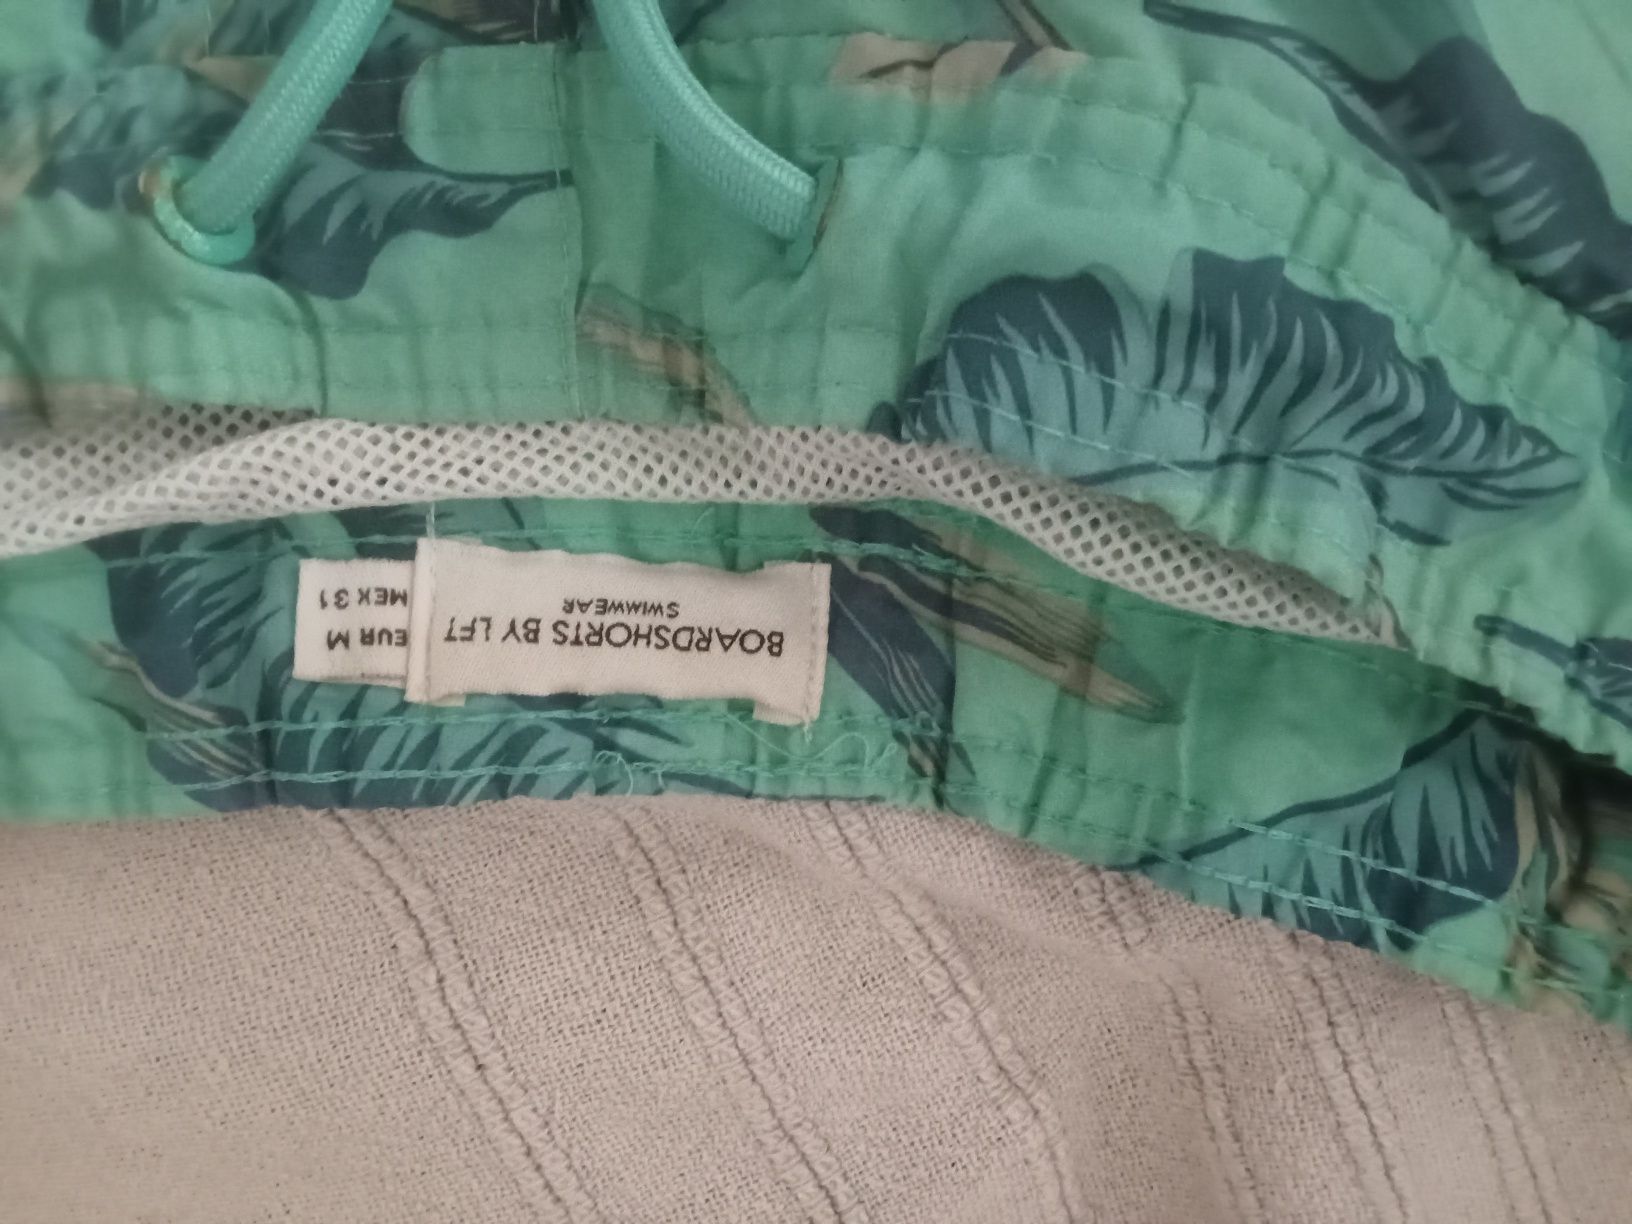 BOARDSHORTS BY LFT
SWIMWEAR
EUR M
MEX 31